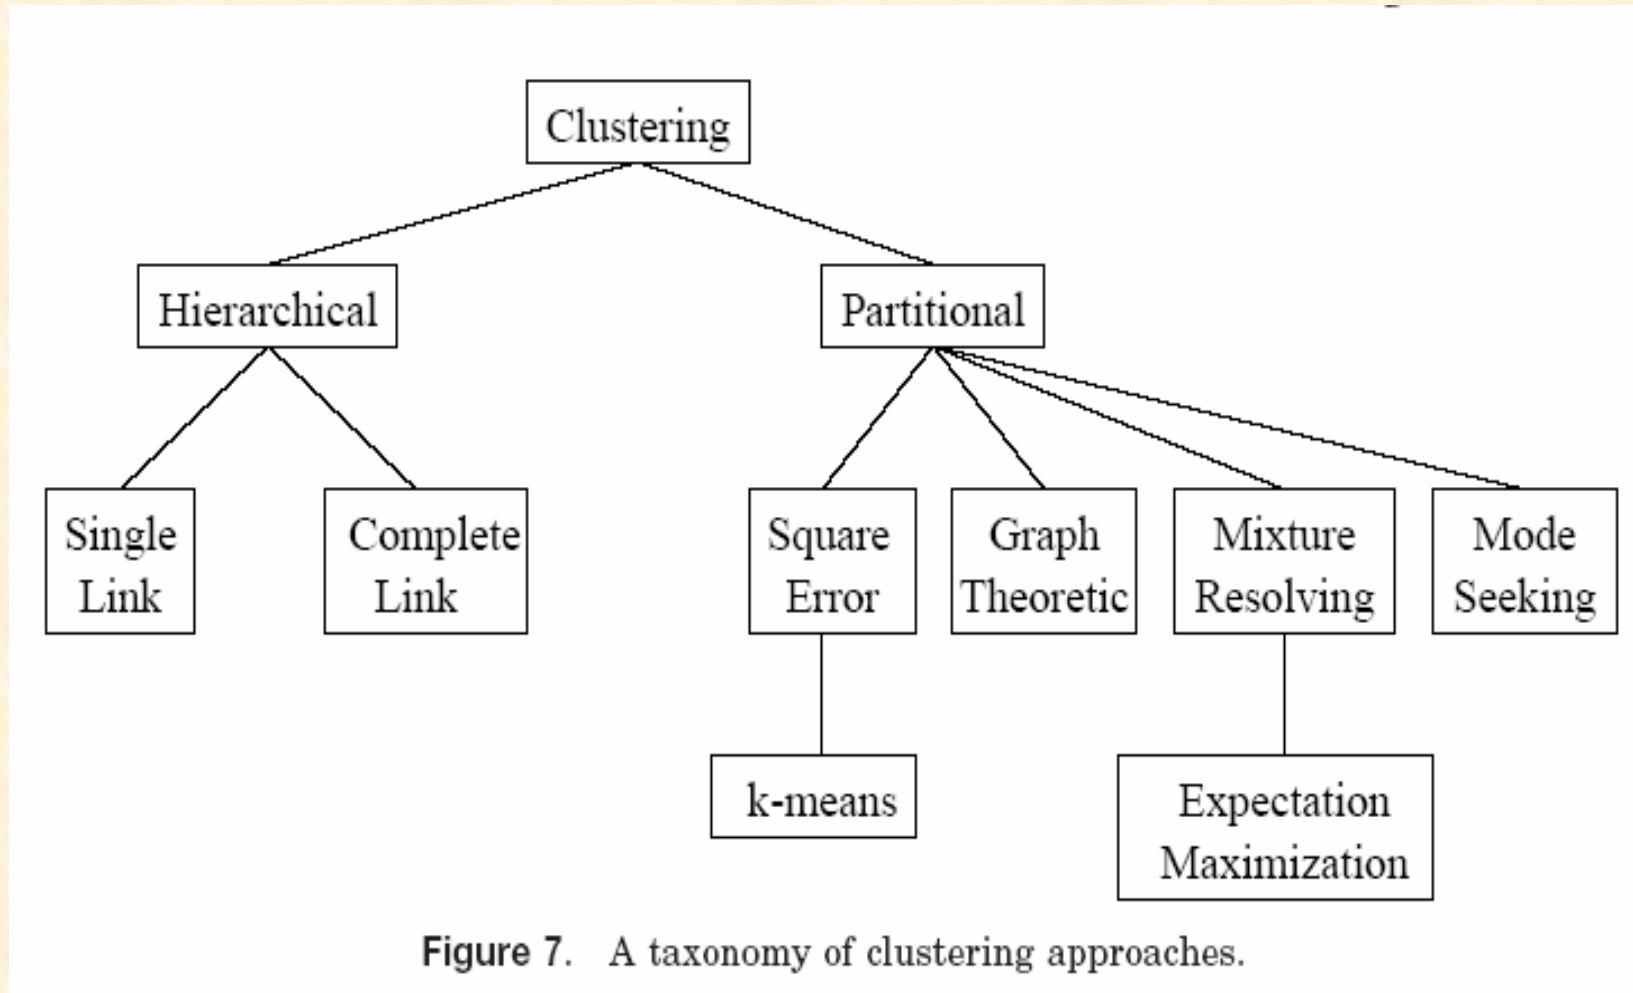 Clustering
Hierarchical
Partitional
Single
Link
Complete
Link
Square
Error
Graph
Theoretic
Mixture
Resolving
Mode
Seeking
k-means
Expectation
Maximization
Figure 7. A taxonomy of clustering approaches.